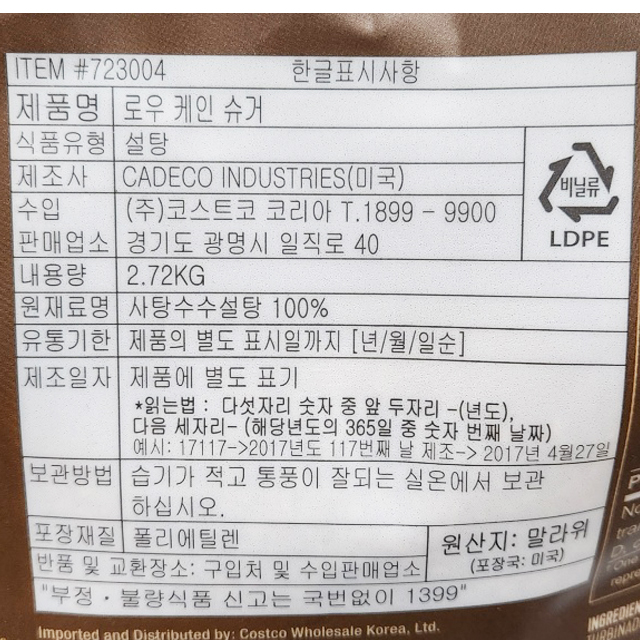 ITEM #723004 한글표시사항
제품명 로우 케인 슈거
식품유형 설탕
제조사 CADECO INDUSTRIES(미국)
비닐류
LDPE
수입 (주)코스트코 코리아 T.1899 - 9900
판매업소 경기도 광명시 일직로 40
내용량 2.72KG
원재료명 사탕수수설탕 100%
유통기한 제품의 별도 표시일까지 [년/월/일순]
제조일자 제품에 별도 표기
*읽는법 : 다섯자리 숫자 중 앞 두자리 -(년도),
다음 세자리- (해당년도의 365일 중 숫자 번째 날짜)
예시: 17117->2017년도 117번째 날 제조-> 2017년 4월27일
보관방법 습기가 적고 통풍이 잘되는 실온에서 보관
하십시오.
포장재질 폴리에틸렌
원산지: 말라위
(포장국: 미국)
반품 및 교환장소: 구입처 및 수입판매업소
"부정 · 불량식품 신고는 국번없이 1399"
Imported and Distributed by: Costco Wholesale Korea, Ltd.